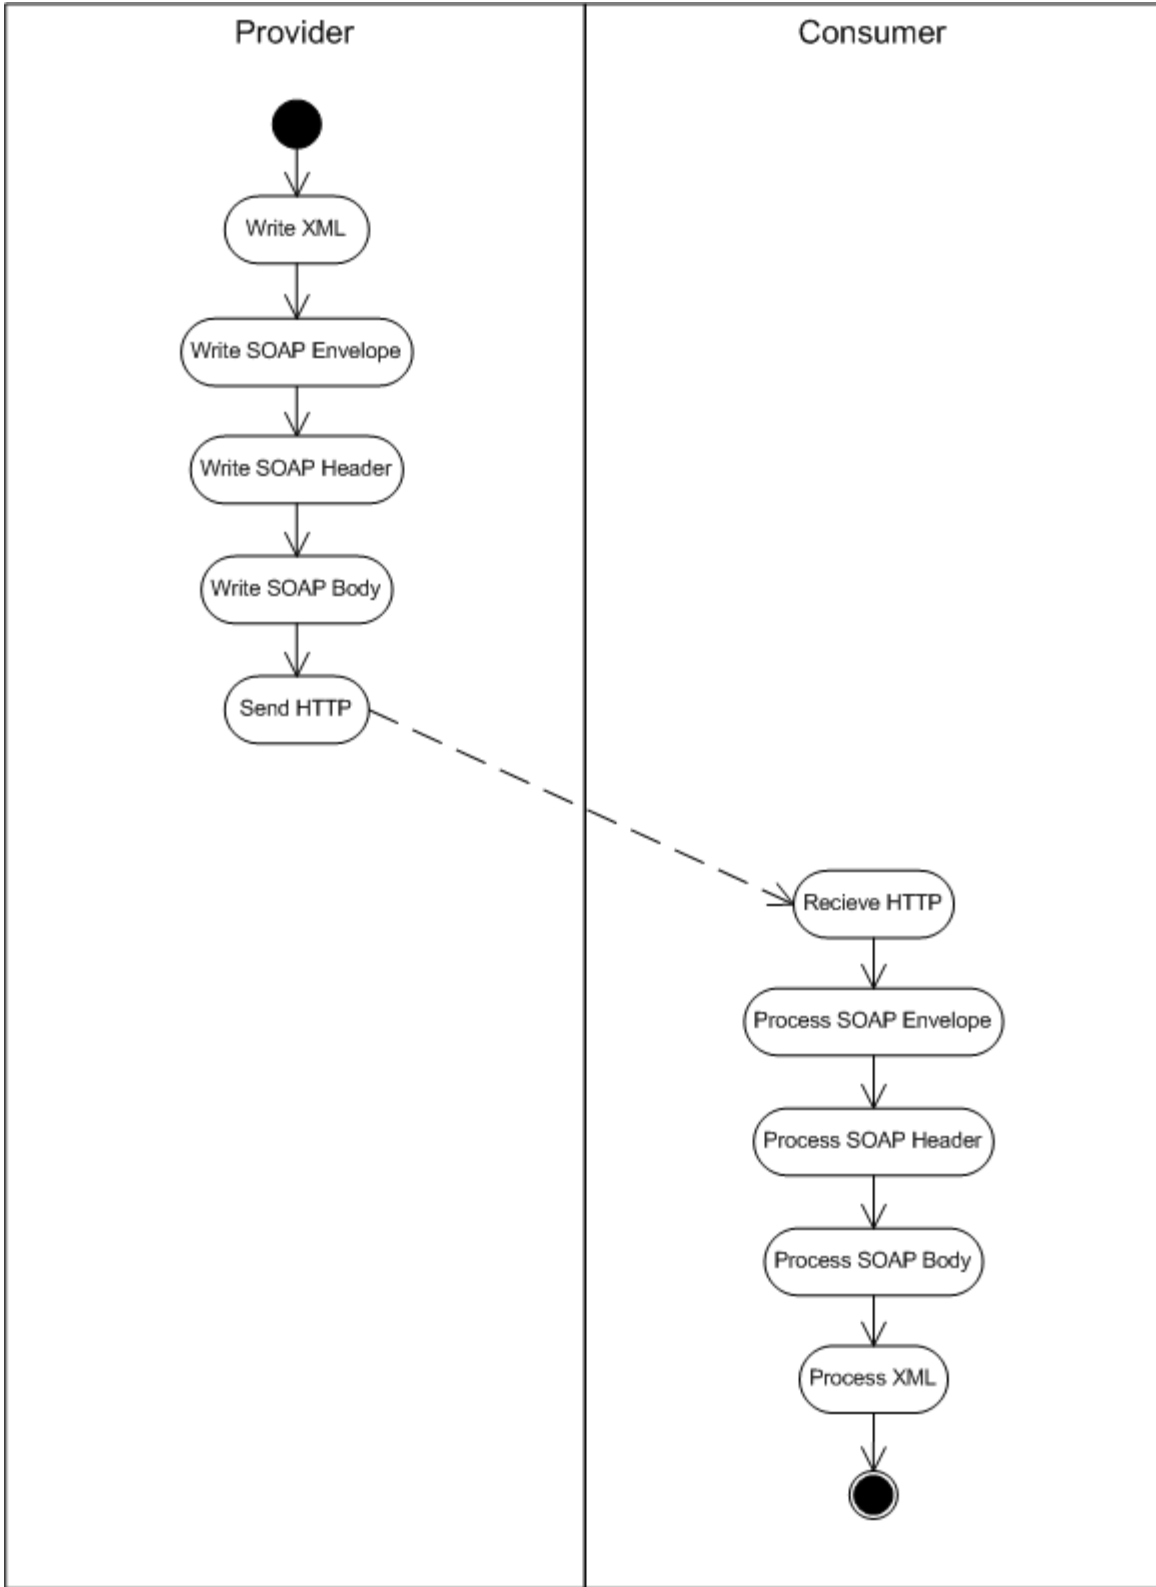 Provider
Consumer
Write XML
Write SOAP Envelope
Write SOAP Header
Write SOAP Body
Send HTTP
Recieve HTTP
Process SOAP Envelope
Process SOAP Header
Process SOAP Body
Process XML